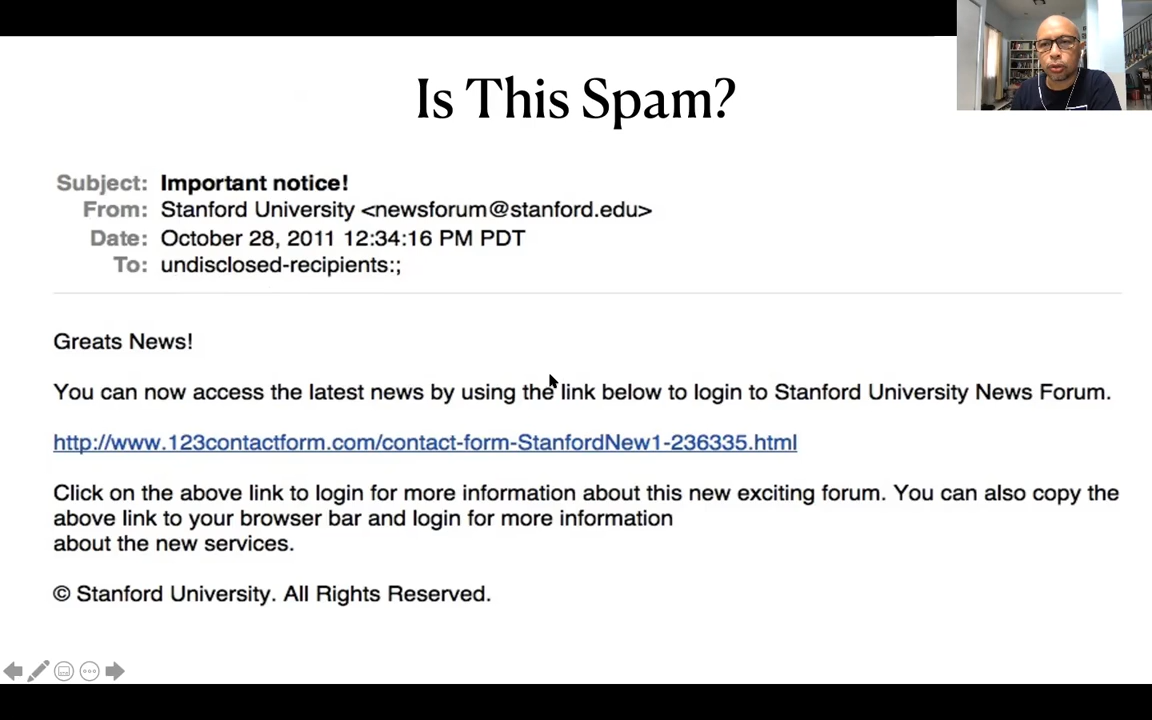 Is This Spam?
Subject: Important notice!
From: Stanford University <newsforum@stanford.edu>
Date: October 28, 2011 12:34:16 PM PDT
To: undisclosed-recipients:;
Greats News!
You can now access the latest news by using the link below to login to Stanford University News Forum.
http://www.123contactform.com/contact-form-StanfordNew1-236335.html
Click on the above link to login for more information about this new exciting forum. You can also copy the
above link to your browser bar and login for more information
about the new services.
© Stanford University. All Rights Reserved.